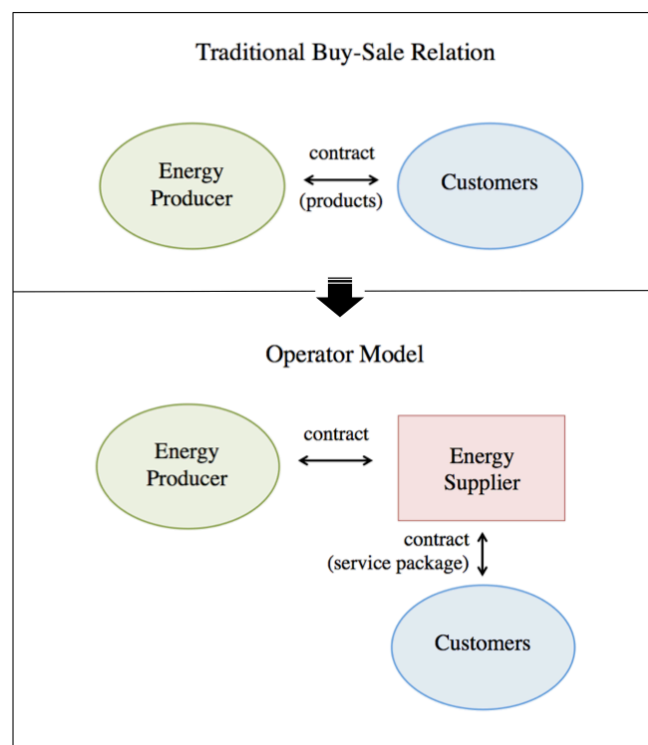 Traditional Buy-Sale Relation
Energy
Producer
contract
(products)
Customers
Operator Model
Energy
Producer
contract
Energy
Supplier
contract
(service package)
Customers